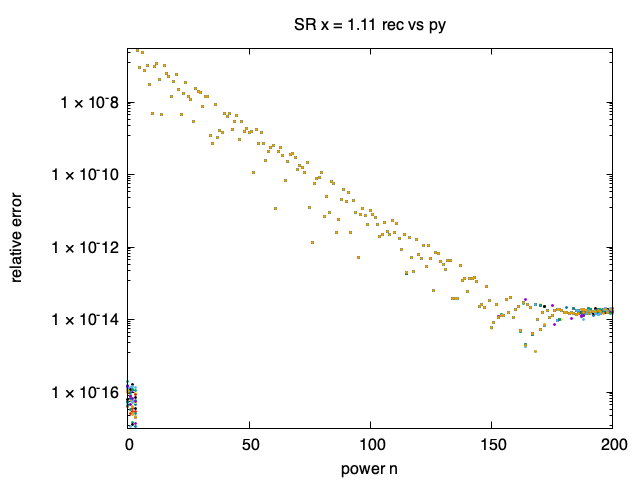 SR x = 1.11 rec vs py
1 × 10⁻⁸
1 × 10⁻¹⁰
1 × 10⁻¹²
1 × 10⁻¹⁴
1 × 10⁻¹⁶
relative error
0 50 100 150 200
power n